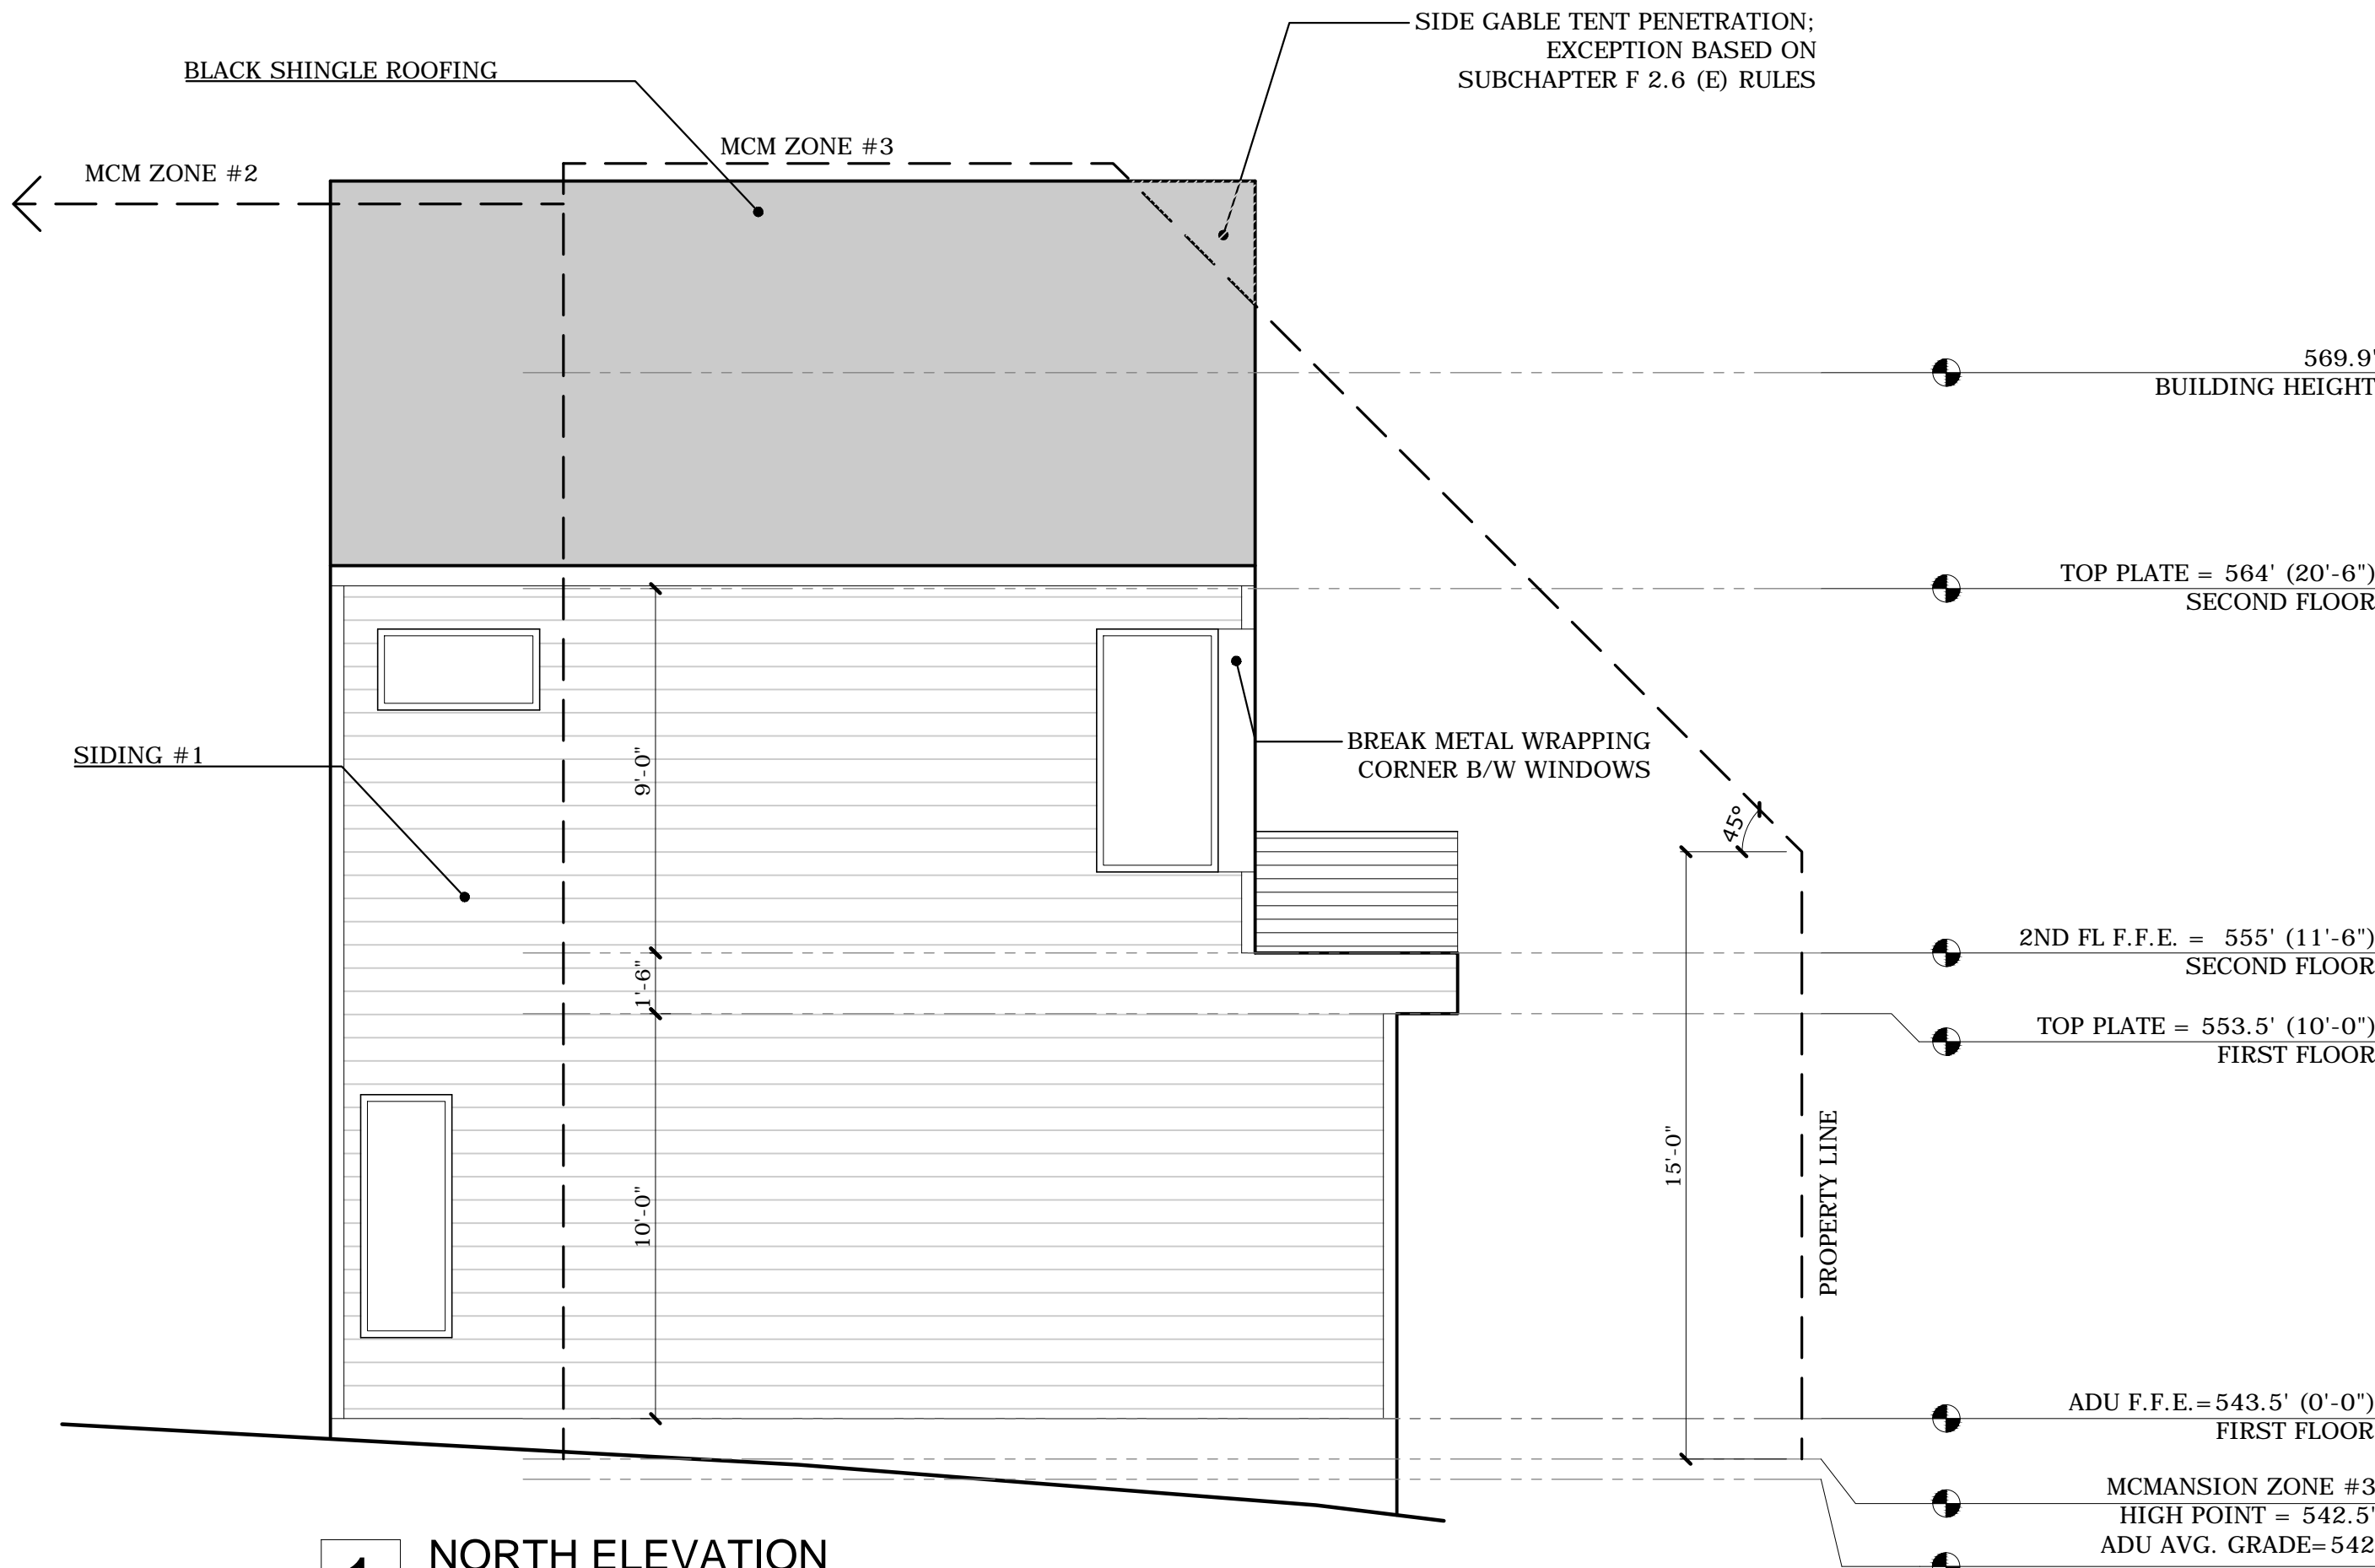 SIDE GABLE TENT PENETRATION;
EXCEPTION BASED ON
SUBCHAPTER F 2.6 (E) RULES
BLACK SHINGLE ROOFING
MCM ZONE #3
MCM ZONE #2
569.9'
BUILDING HEIGHT
TOP PLATE = 564' (20'-6")
SECOND FLOOR
SIDING #1
9'-0"
BREAK METAL WRAPPING
CORNER B/W WINDOWS
45°
2ND FL F.F.E. = 555' (11'-6")
SECOND FLOOR
1'-6"
TOP PLATE = 553.5' (10'-0")
FIRST FLOOR
10'-0"
15'-0"
PROPERTY LINE
ADU F.F.E.=543.5' (0'-0")
FIRST FLOOR
MCMANSION ZONE #3
HIGH POINT = 542.5'
ADU AVG. GRADE=542
1
NORTH ELEVATION